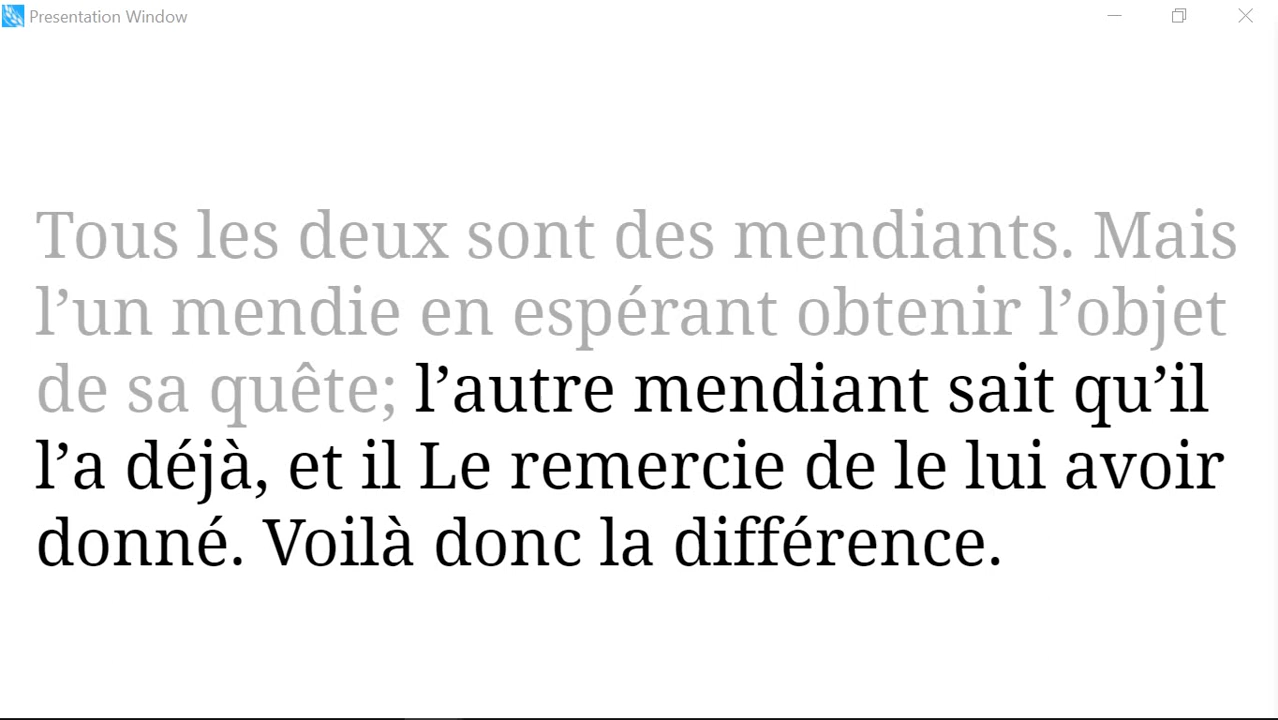 Presentation Window
Tous les deux sont des mendiants. Mais
l’un mendie en espérant obtenir l’objet
de sa quête; l’autre mendiant sait qu’il
l’a déjà, et il Le remercie de le lui avoir
donné. Voilà donc la différence.